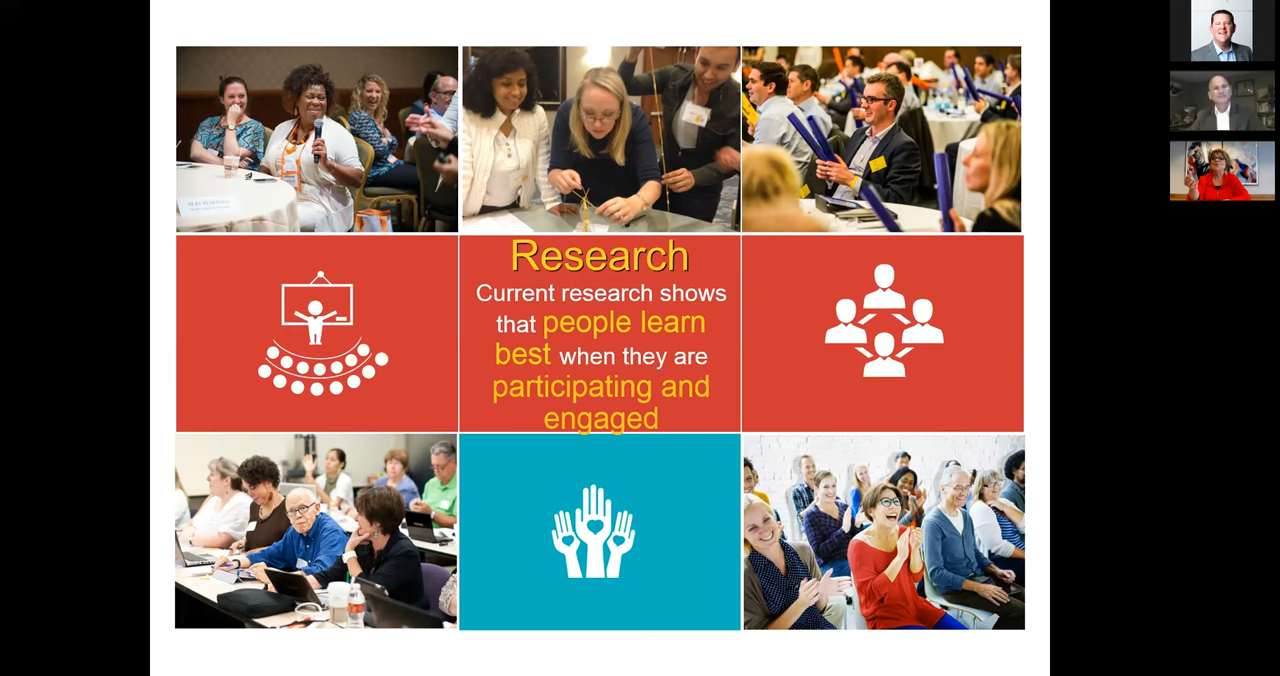 Research
Current research shows
that people learn
best when they are
participating and
engaged